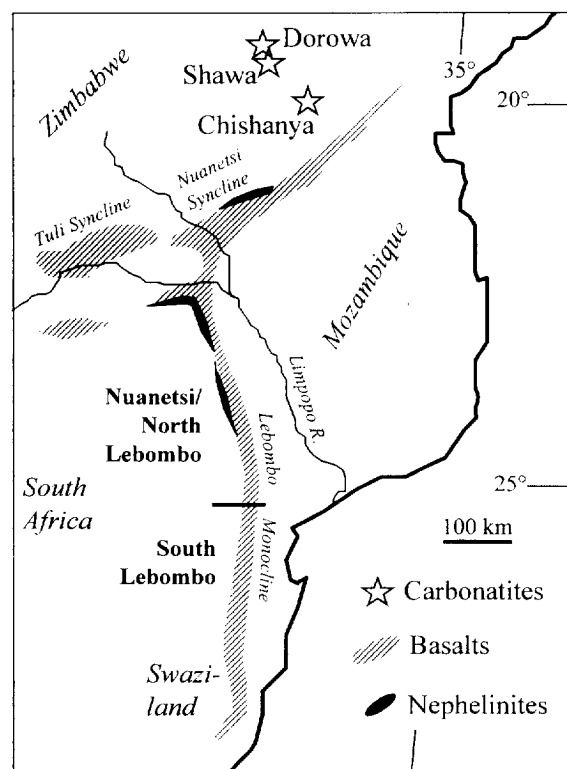 Dorowa
Shawa
35°
20°
Zimbabwe
Chishanya
Nuanetsi
Syncline
Tuli Syncline
Mozambique
Limpopo R.
Nuanetsi/
North
Lebombo
Lebombo
Monocline
South
Africa
25°
South
Lebombo
100 km
Carbonatites
Basalts
Swazi-
land
Nephelinites